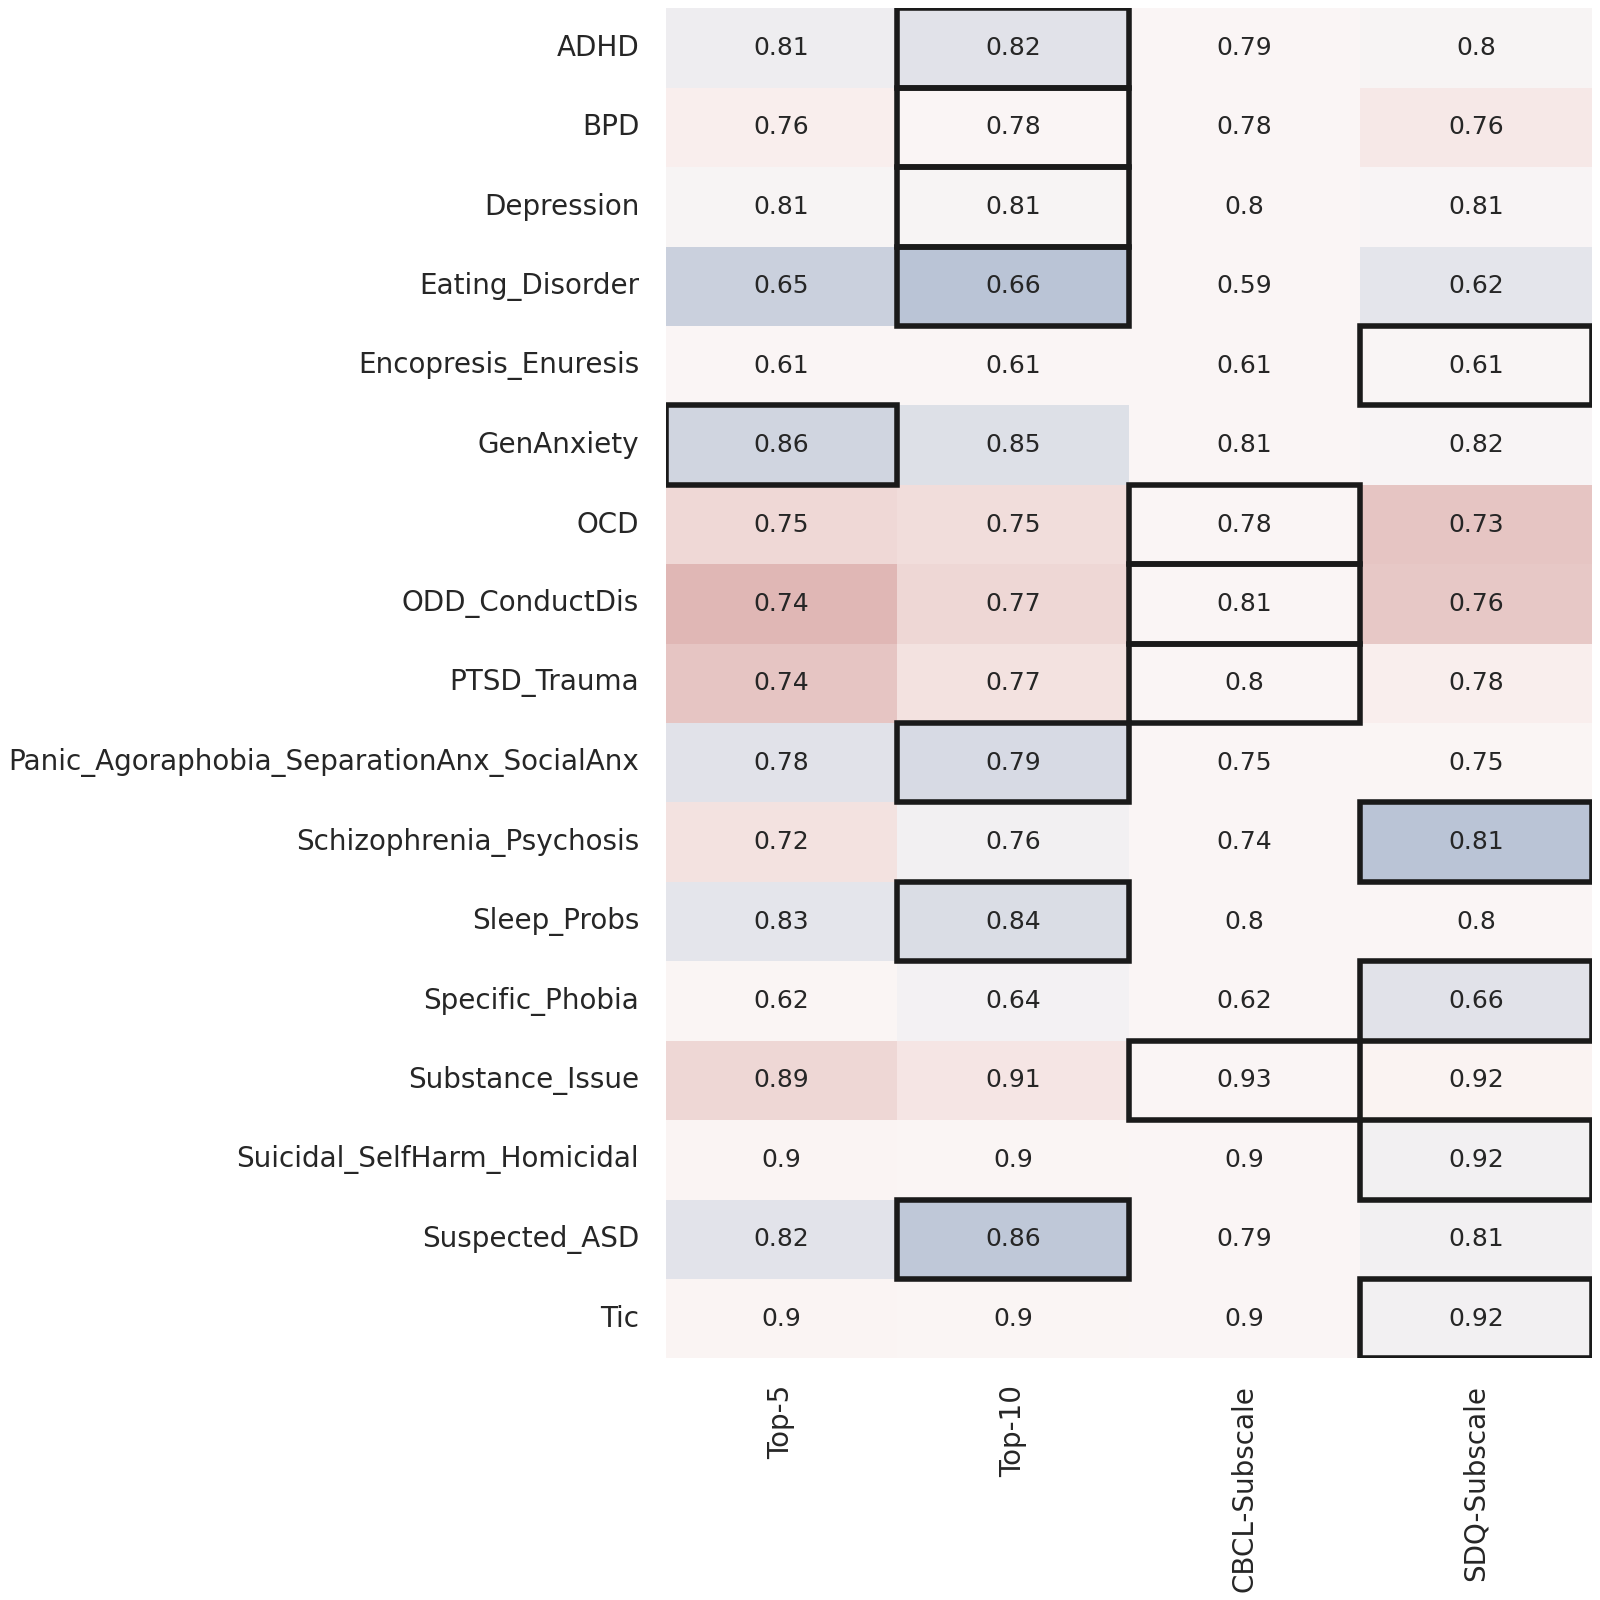 ADHD 0.81 0.82 0.79 0.8
BPD 0.76 0.78 0.78 0.76
Depression 0.81 0.81 0.8 0.81
Eating_Disorder 0.65 0.66 0.59 0.62
Encopresis_Enuresis 0.61 0.61 0.61 0.61
GenAnxiety 0.86 0.85 0.81 0.82
OCD 0.75 0.75 0.78 0.73
ODD_ConductDis 0.74 0.77 0.81 0.76
PTSD_Trauma 0.74 0.77 0.8 0.78
Panic_Agoraphobia_SeparationAnx_SocialAnx 0.78 0.79 0.75 0.75
Schizophrenia_Psychosis 0.72 0.76 0.74 0.81
Sleep_Probs 0.83 0.84 0.8 0.8
Specific_Phobia 0.62 0.64 0.62 0.66
Substance_Issue 0.89 0.91 0.93 0.92
Suicidal_SelfHarm_Homicidal 0.9 0.9 0.9 0.92
Suspected_ASD 0.82 0.86 0.79 0.81
Tic 0.9 0.9 0.9 0.92
Top-5
Top-10
CBCL-Subscale
SDQ-Subscale